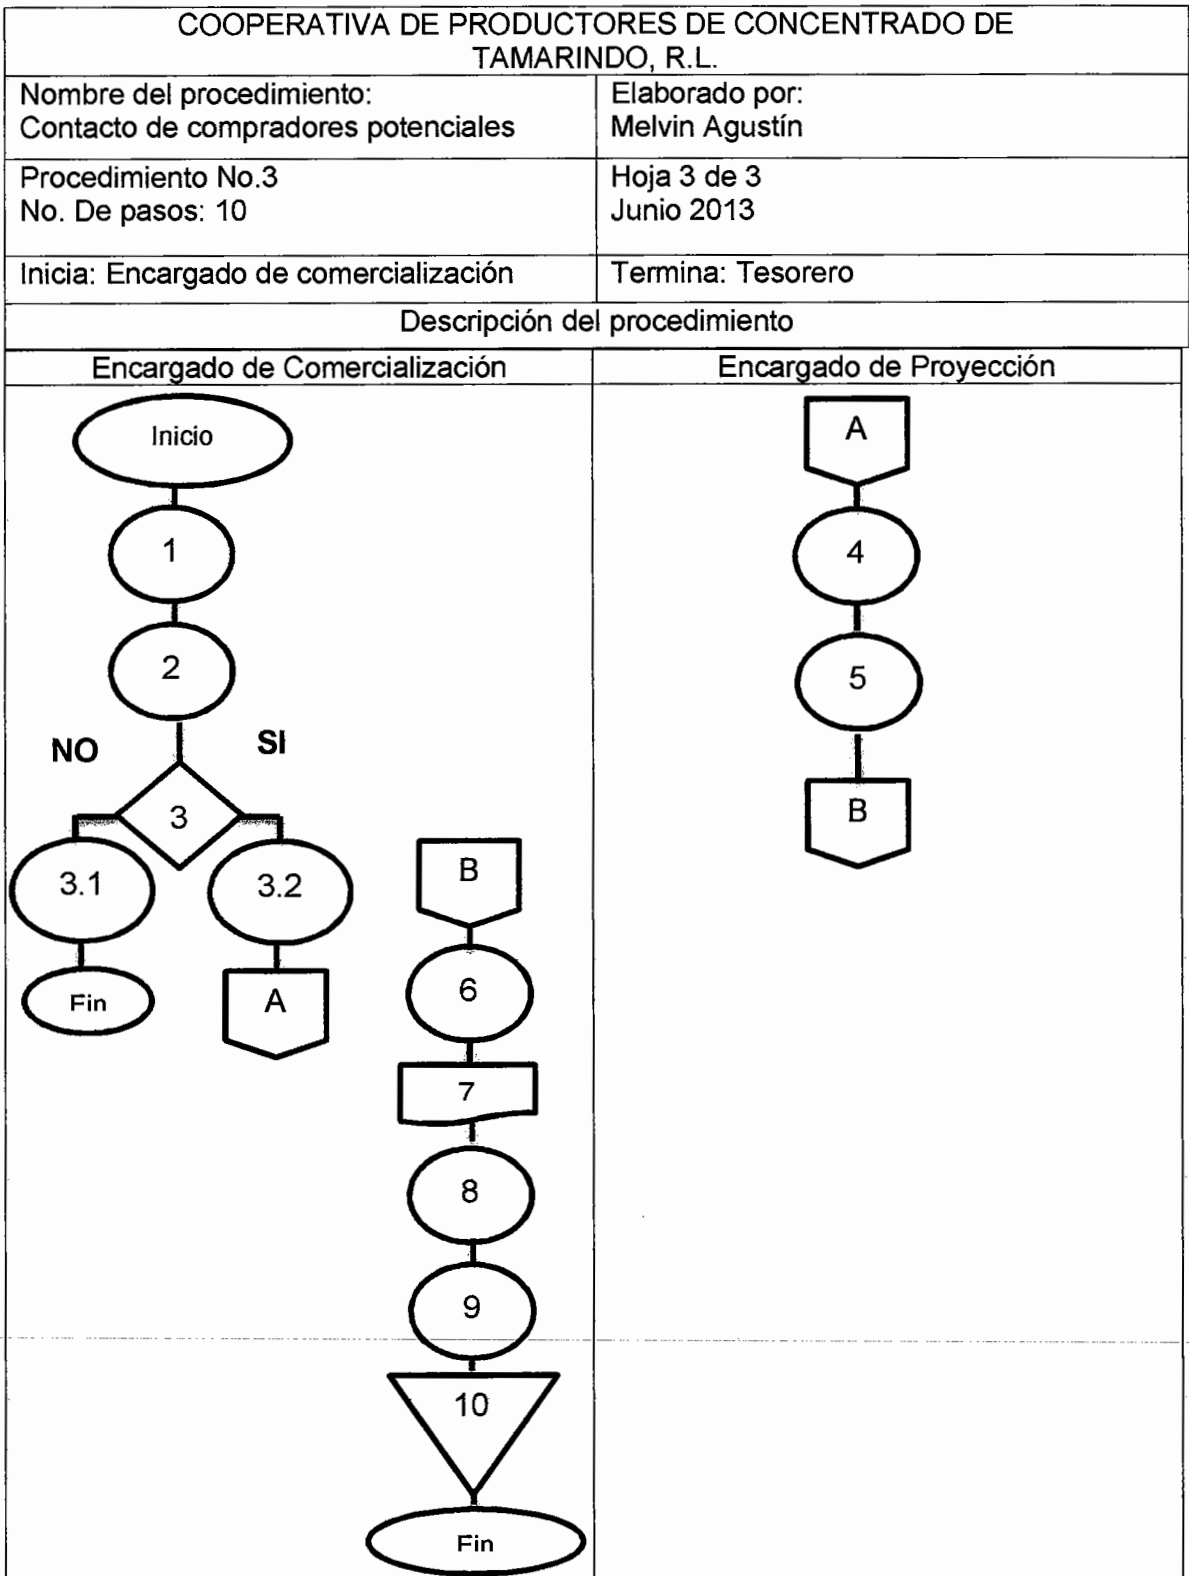 COOPERATIVA DE PRODUCTORES DE CONCENTRADO DE
TAMARINDO, R.L.
Nombre del procedimiento:
Contacto de compradores potenciales
Elaborado por:
Melvin Agustín
Procedimiento No.3
No. De pasos: 10
Hoja 3 de 3
Junio 2013
Inicia: Encargado de comercialización
Termina: Tesorero
Descripción del procedimiento
Encargado de Comercialización
Encargado de Proyección
Inicio
1
2
NO
SI
3
3.1
3.2
Fin
A
B
6
7
8
9
10
Fin
A
4
5
B